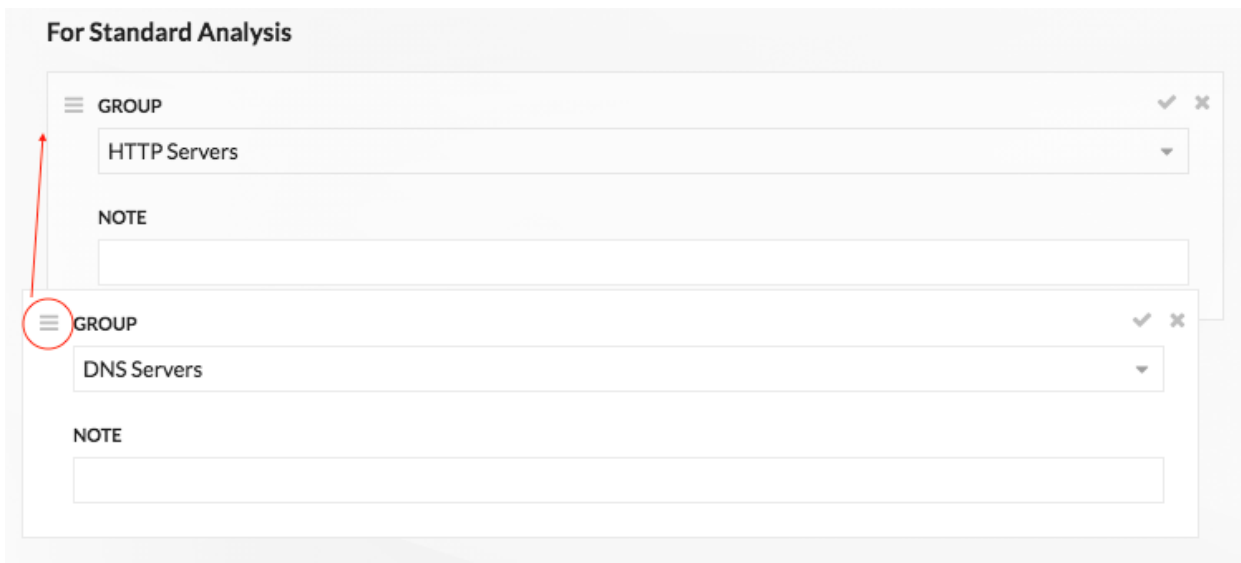 For Standard Analysis
GROUP
HTTP Servers
NOTE
GROUP
DNS Servers
NOTE